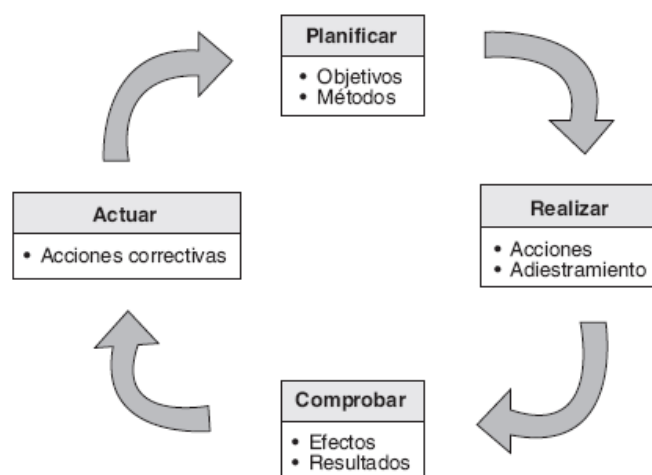 Planificar
• Objetivos
• Métodos
Realizar
• Acciones
• Adiestramiento
Comprobar
• Efectos
• Resultados
Actuar
• Acciones correctivas